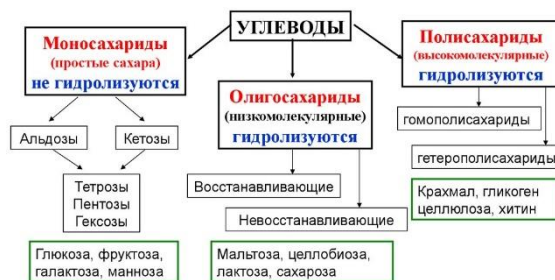 УГЛЕВОДЫ
Моносахариды
(простые сахара)
не гидролизуются
Альдозы
Кетозы
Тетрозы
Пентозы
Гексозы
Глюкоза, фруктоза,
галактоза, манноза
Олигосахариды
(низкомолекулярные)
гидролизуются
Восстанавливающие
Невосстанавливающие
Мальтоза, целлобиоза,
лактоза, сахароза
Полисахариды
(высокомолекулярные)
гидролизуются
гомополисахариды
гетерополисахариды
Крахмал, гликоген
целлюлоза, хитин